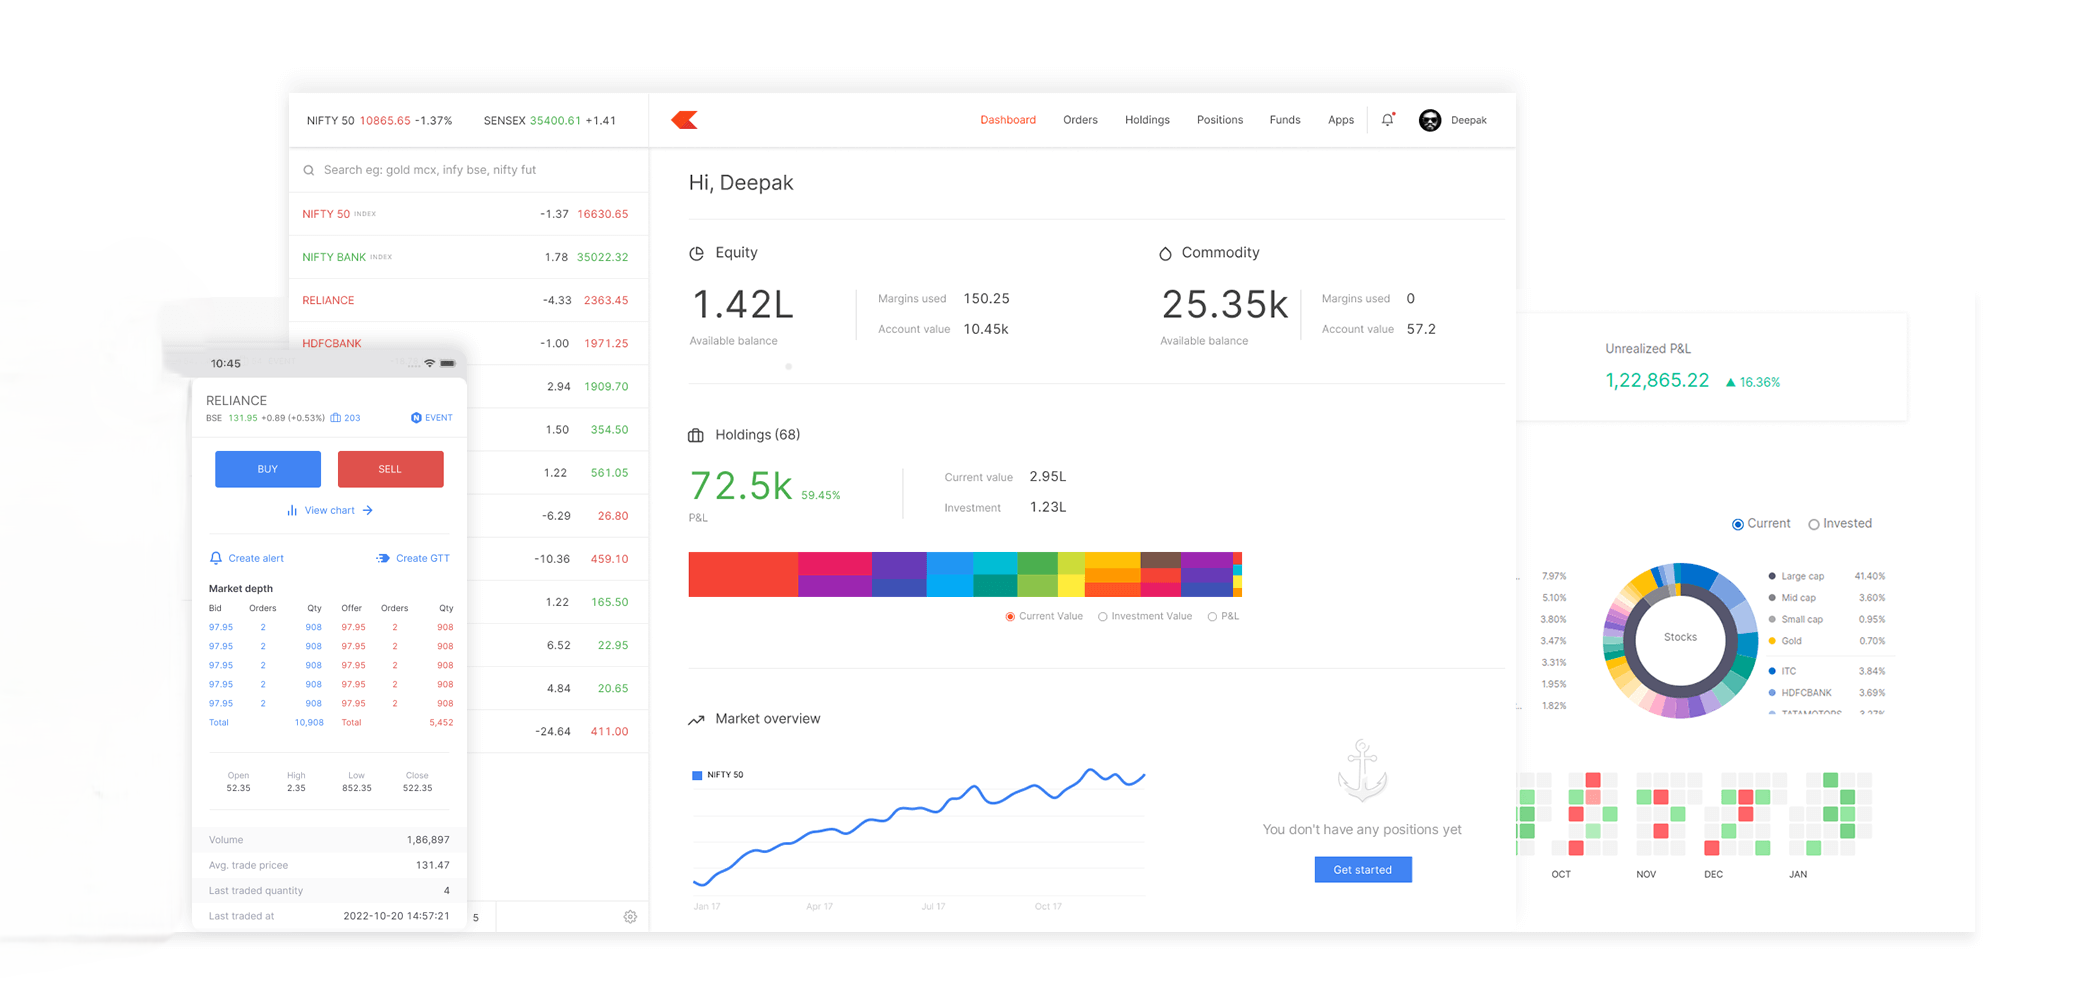 NIFTY 50 10865.65 -1.37% SENSEX 35400.61 +1.41
Dashboard Orders Holdings Positions Funds Apps Deepak
Search eg: gold mcx, infy bse, nifty fut
NIFTY 50 INDEX -1.37 16630.65
NIFTY BANK INDEX 1.78 35022.32
RELIANCE -4.33 2363.45
HDFCBANK -1.00 1971.25
2.94 1909.70
1.50 354.50
1.22 561.05
-6.29 26.80
-10.36 459.10
1.22 165.50
6.52 22.95
4.84 20.65
-24.64 411.00
5
10:45
RELIANCE
BSE 131.95 +0.89 (+0.53%) 203 EVENT
BUY SELL
View chart
Create alert Create GTT
Market depth
Bid Orders Qty Offer Orders Qty
97.95 2 908 97.95 2 908
97.95 2 908 97.95 2 908
97.95 2 908 97.95 2 908
97.95 2 908 97.95 2 908
97.95 2 908 97.95 2 908
Total 10,908 Total 5,452
Open High Low Close
52.35 2.35 852.35 522.35
Volume 1,86,897
Avg. trade pricee 131.47
Last traded quantity 4
Last traded at 2022-10-20 14:57:21
Hi, Deepak
Equity
1.42L
Available balance
Margins used 150.25
Account value 10.45k
Commodity
25.35k
Available balance
Margins used 0
Account value 57.2
Holdings (68)
72.5k 59.45%
P&L
Current value 2.95L
Investment 1.23L
Current Value Investment Value P&L
Market overview
NIFTY 50
Jan 17 Apr 17 Jul 17 Oct 17
You don't have any positions yet
Get started
Unrealized P&L
1,22,865.22 16.36%
Current Invested
7.97%
5.10%
3.80%
3.47%
3.31%
1.95%
1.82%
Stocks
Large cap 41.40%
Mid cap 3.60%
Small cap 0.95%
Gold 0.70%
ITC 3.84%
HDFCBANK 3.69%
TATAMOTORS 3.27%
OCT NOV DEC JAN